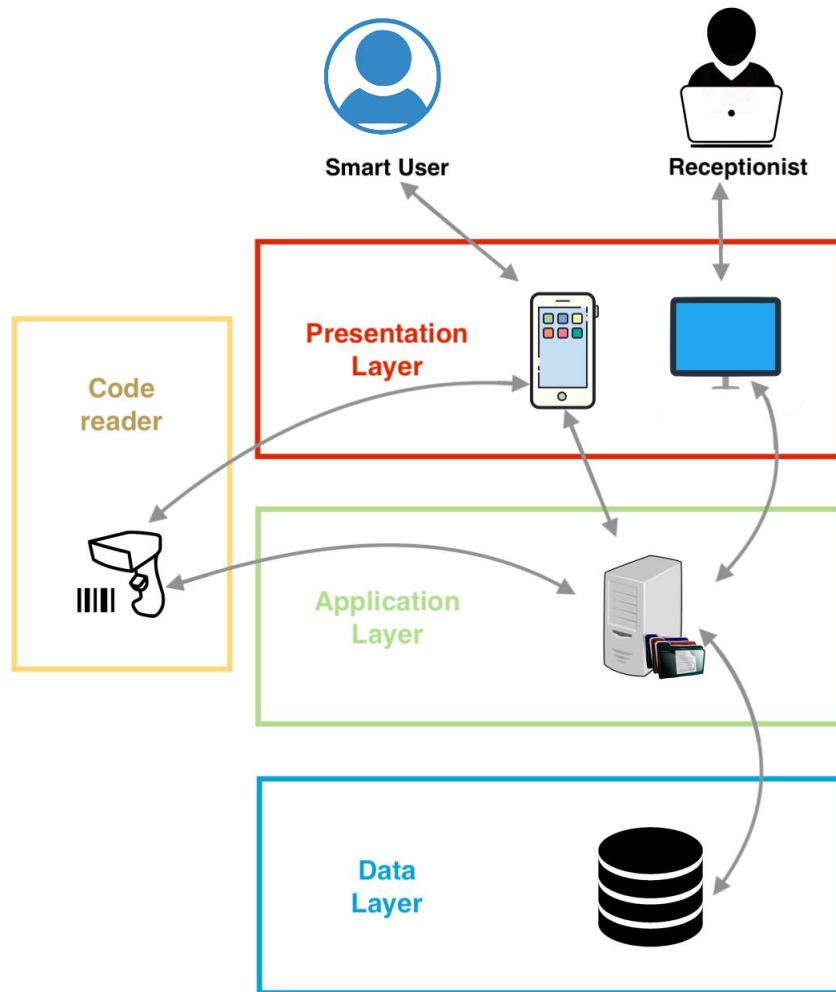 Smart User
Receptionist
Presentation
Layer
Code
reader
Application
Layer
Data
Layer